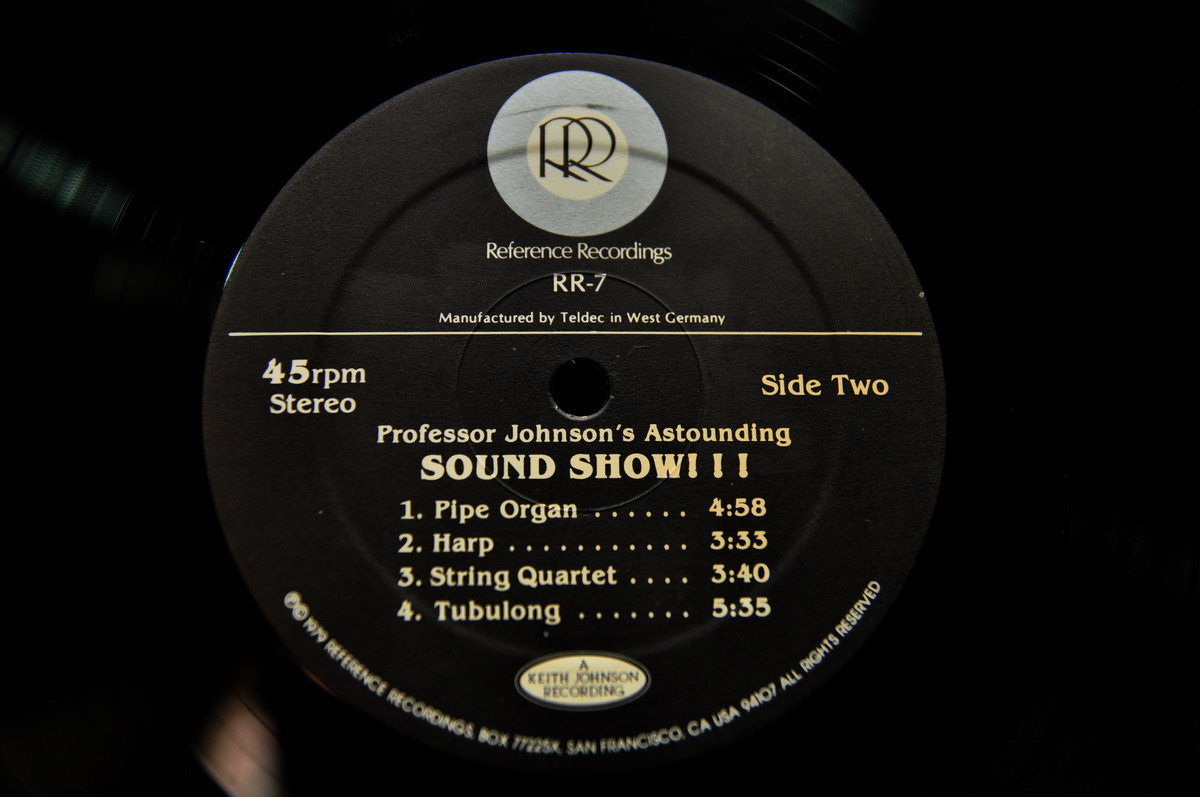 RR
Reference Recordings
RR-7
Manufactured by Teldec in West Germany
45rpm
Stereo
Side Two
Professor Johnson's Astounding
SOUND SHOW! ! !
1. Pipe Organ ...... 4:58
2. Harp ........... 3:33
3. String Quartet .... 3:40
4. Tubulong ....... 5:35
A
KEITH JOHNSON
RECORDING
℗©1979 REFERENCE RECORDINGS, BOX 77225X, SAN FRANCISCO, CA USA 94107 ALL RIGHTS RESERVED